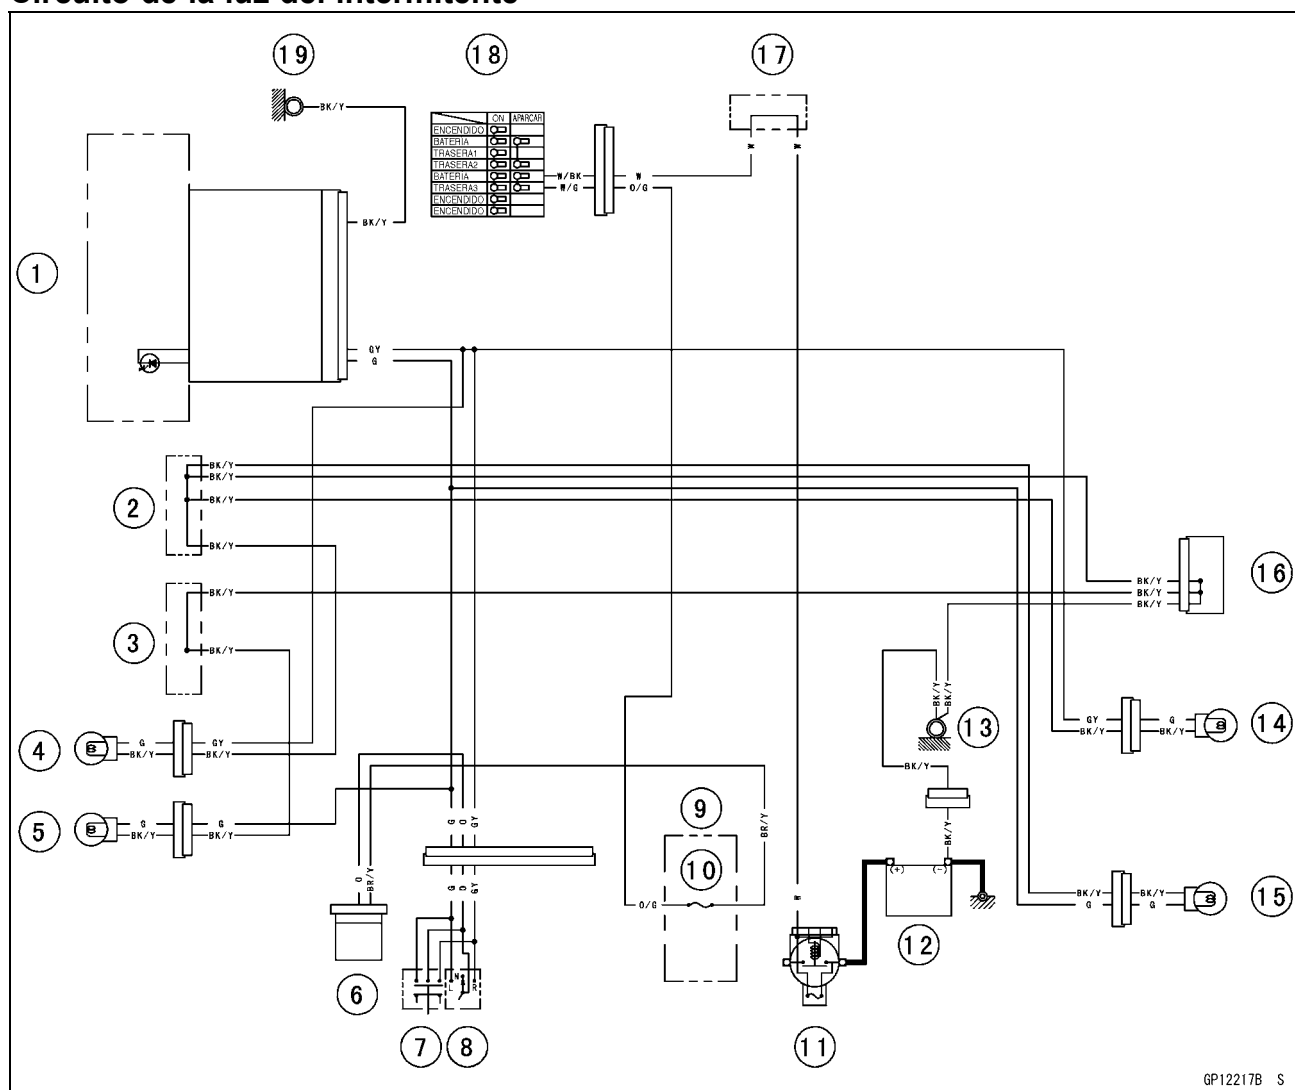 Circuito de la luz del intermitente
19
18
17
BK/Y
ON APARCAR
ENCENDIDO
BATERIA
TRASERA1
TRASERA2
BATERIA
TRASERA3
ENCENDIDO
ENCENDIDO
W/BK
W/G
W
O/G
W
W
BK/Y
1
GY
G
BK/Y
BK/Y
2
BK/Y
BK/Y
16
BK/Y
BK/Y
BK/Y
BK/Y
3
BK/Y
BK/Y
BK/Y
13
14
GY
BK/Y
G
BK/Y
4
G
BK/Y
GY
BK/Y
BK/Y
9
5
G
BK/Y
G
BK/Y
G
O
GY
BR/Y
BK/Y
10
(+)
(-)
O
BR/Y
G
O
GY
O/G
W
BK/Y
G
BK/Y
G
15
12
6
N
L
R
7
8
11
GP12217B S